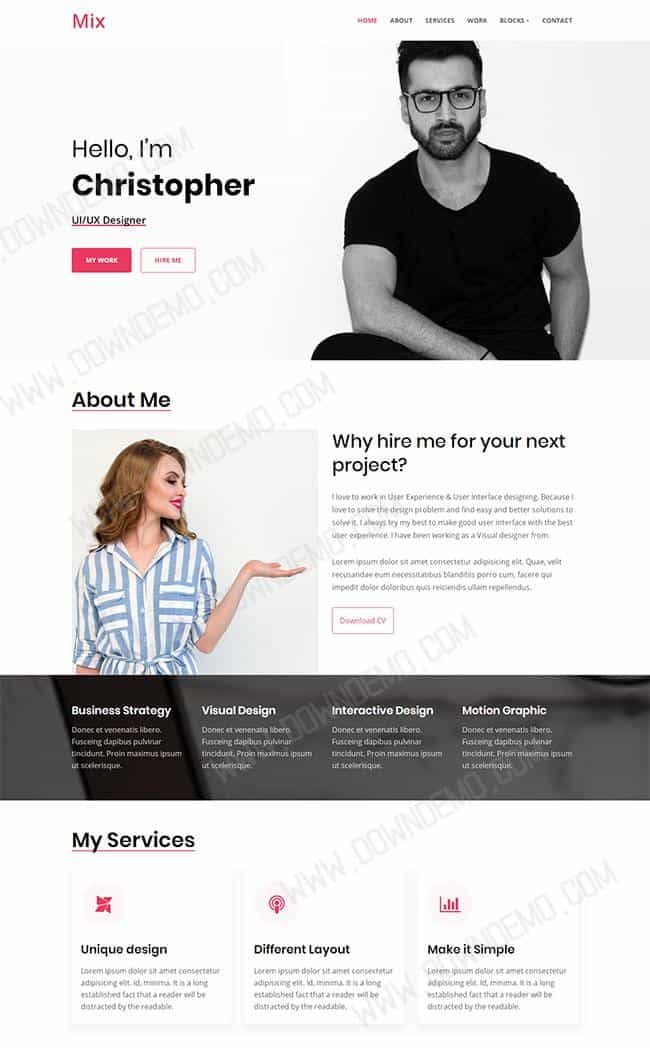 Mix
HOME ABOUT SERVICES WORK BLOCKS CONTACT
Hello, I'm
Christopher
UI/UX Designer
MY WORK HIRE ME
About Me
Why hire me for your next
project?
I love to work in User Experience & User Interface designing. Because I
love to solve the design problem and find easy and better solutions to
solve it. I always try my best to make good user interface with the best
user experience. I have been working as a Visual designer from.
Lorem ipsum dolor sit amet consectetur adipisicing elit. Quae, velit
recusandae eum necessitatibus blanditiis porro cum, facere qui
impedit dolor doloribus quis reiciendis ullam repellendus.
Download CV
Business Strategy
Donec et venenatis libero.
Fusceing dapibus pulvinar
tincidunt. Proin maximus ipsum
ut scelerisque.
Visual Design
Donec et venenatis libero.
Fusceing dapibus pulvinar
tincidunt. Proin maximus ipsum
ut scelerisque.
Interactive Design
Donec et venenatis libero.
Fusceing dapibus pulvinar
tincidunt. Proin maximus ipsum
ut scelerisque.
Motion Graphic
Donec et venenatis libero.
Fusceing dapibus pulvinar
tincidunt. Proin maximus ipsum
ut scelerisque.
My Services
Unique design
Lorem ipsum dolor sit amet consectetur
adipisicing elit. Id, minima. It is a long
established fact that a reader will be
distracted by the readable.
Different Layout
Lorem ipsum dolor sit amet consectetur
adipisicing elit. Id, minima. It is a long
established fact that a reader will be
distracted by the readable.
Make it Simple
Lorem ipsum dolor sit amet consectetur
adipisicing elit. Id, minima. It is a long
established fact that a reader will be
distracted by the readable.
WWW.DOWNDEMO.COM
WWW.DOWNDEMO.COM
WWW.DOWNDEMO.COM
WWW.DOWNDEMO.COM
WWW.DOWNDEMO.COM
WWW.DOWNDEMO.COM